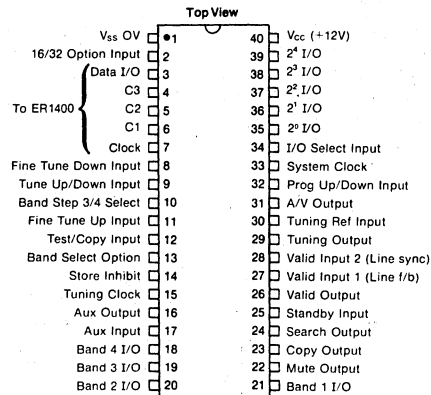 Top View
Vss OV 1 40 Vcc (+12V)
16/32 Option Input 2 39 2⁴ I/O
Data I/O 3 38 2³ I/O
C3 4 37 2² I/O
To ER1400 C2 5 36 2¹ I/O
C1 6 35 2⁰ I/O
Clock 7 34 I/O Select Input
Fine Tune Down Input 8 33 System Clock
Tune Up/Down Input 9 32 Prog Up/Down Input
Band Step 3/4 Select 10 31 A/V Output
Fine Tune Up Input 11 30 Tuning Ref Input
Test/Copy Input 12 29 Tuning Output
Band Select Option 13 28 Valid Input 2 (Line sync)
Store Inhibit 14 27 Valid Input 1 (Line f/b)
Tuning Clock 15 26 Valid Output
Aux Output 16 25 Standby Input
Aux Input 17 24 Search Output
Band 4 I/O 18 23 Copy Output
Band 3 I/O 19 22 Mute Output
Band 2 I/O 20 21 Band 1 I/O